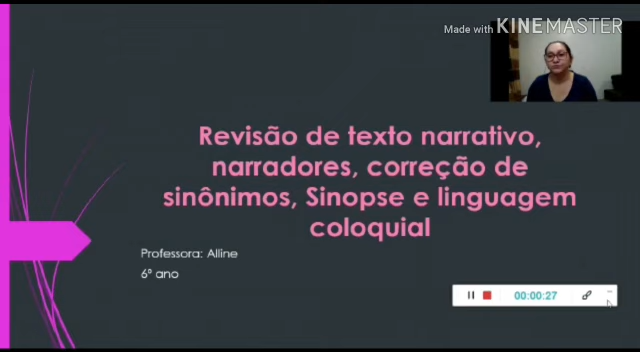 Made with KINEMASTER
Revisão de texto narrativo,
narradores, correção de
sinônimos, Sinopse e linguagem
coloquial
Professora: Alline
6º ano
00:00:27